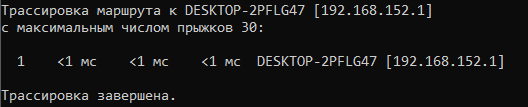 Трассировка маршрута к DESKTOP-2PFLG47 [192.168.152.1]
с максимальным числом прыжков 30:
1 <1 мс <1 мс <1 мс DESKTOP-2PFLG47 [192.168.152.1]
Трассировка завершена.